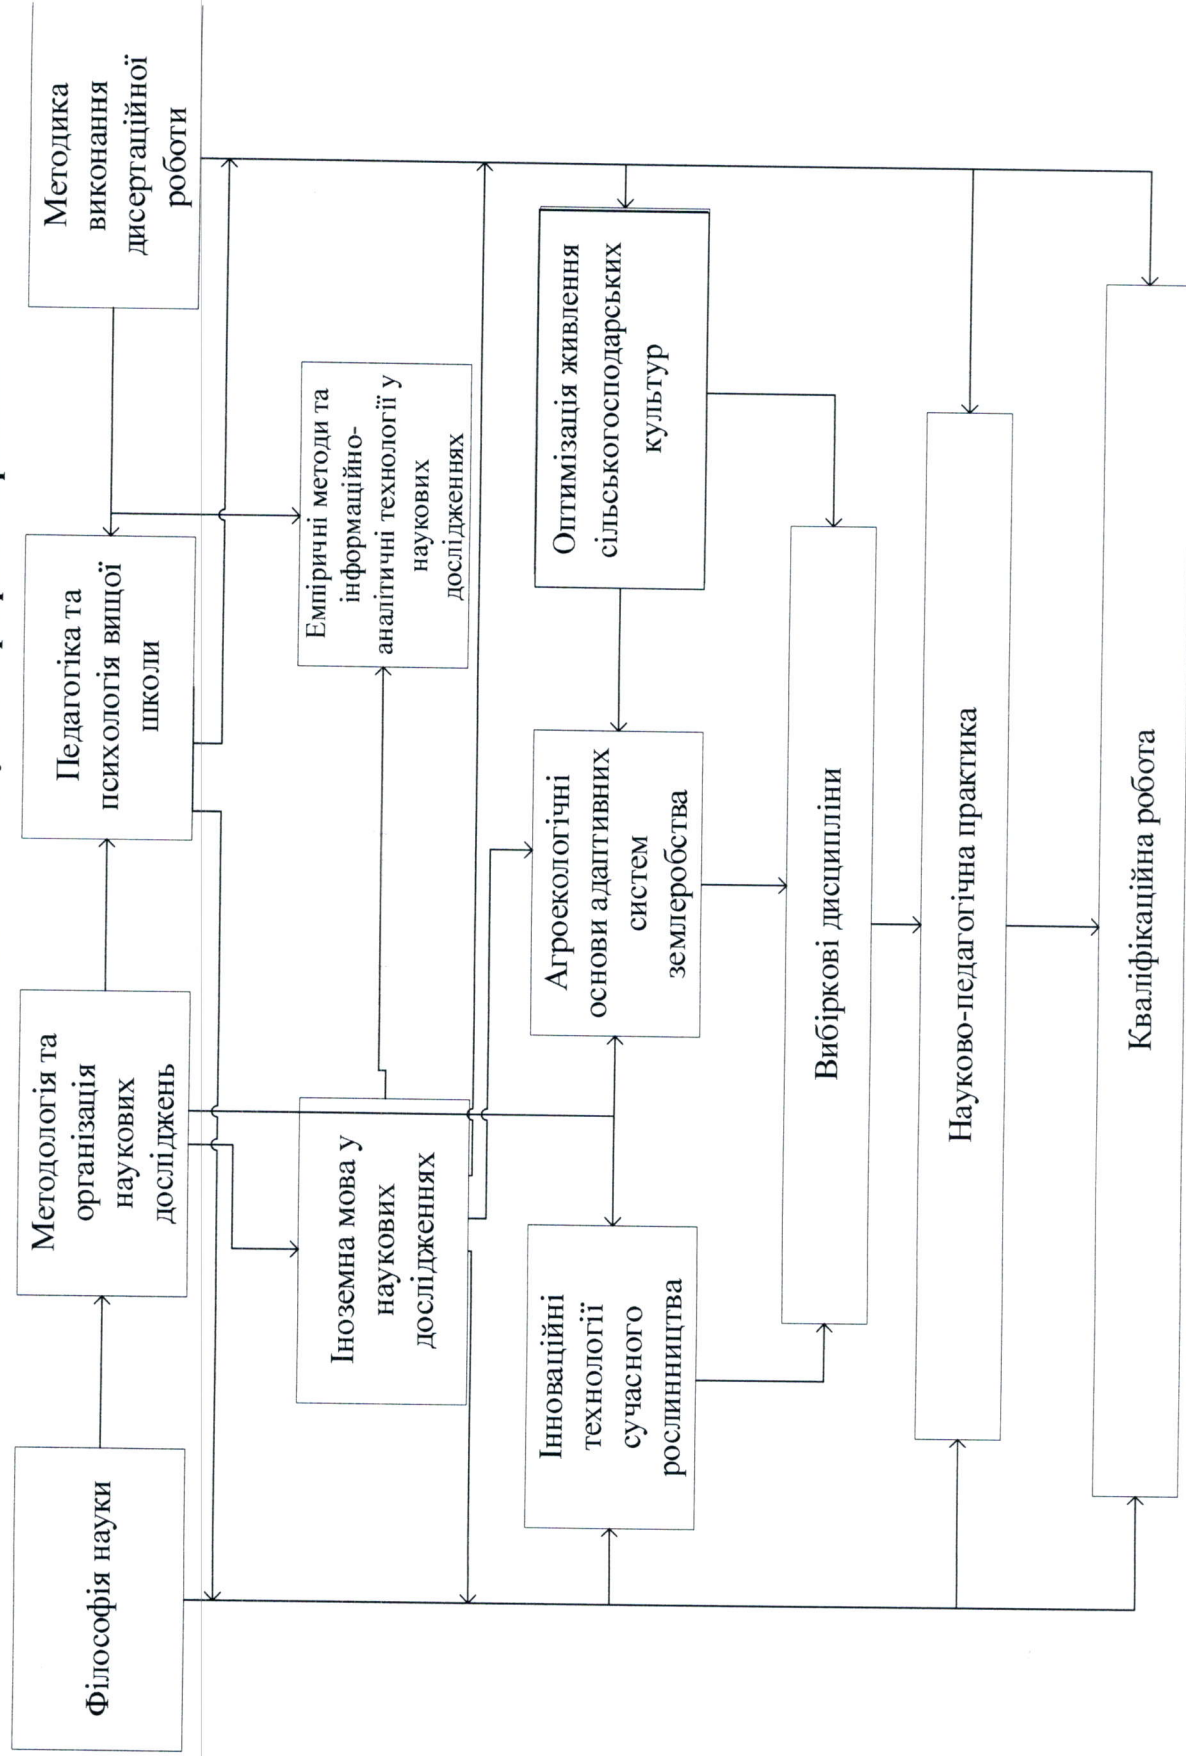 Філософія науки
Методологія та
організація
наукових
досліджень
Педагогіка та
психологія вищої
школи
Методика
виконання
дисертаційної
роботи
Іноземна мова у
наукових
дослідженнях
Емпіричні методи та
інформаційно-
аналітичні технології у
наукових
дослідженнях
Інноваційні
технології
сучасного
рослинництва
Агроекологічні
основи адаптивних
систем
землеробства
Оптимізація живлення
сільськогосподарських
культур
Вибіркові дисципліни
Науково-педагогічна практика
Кваліфікаційна робота